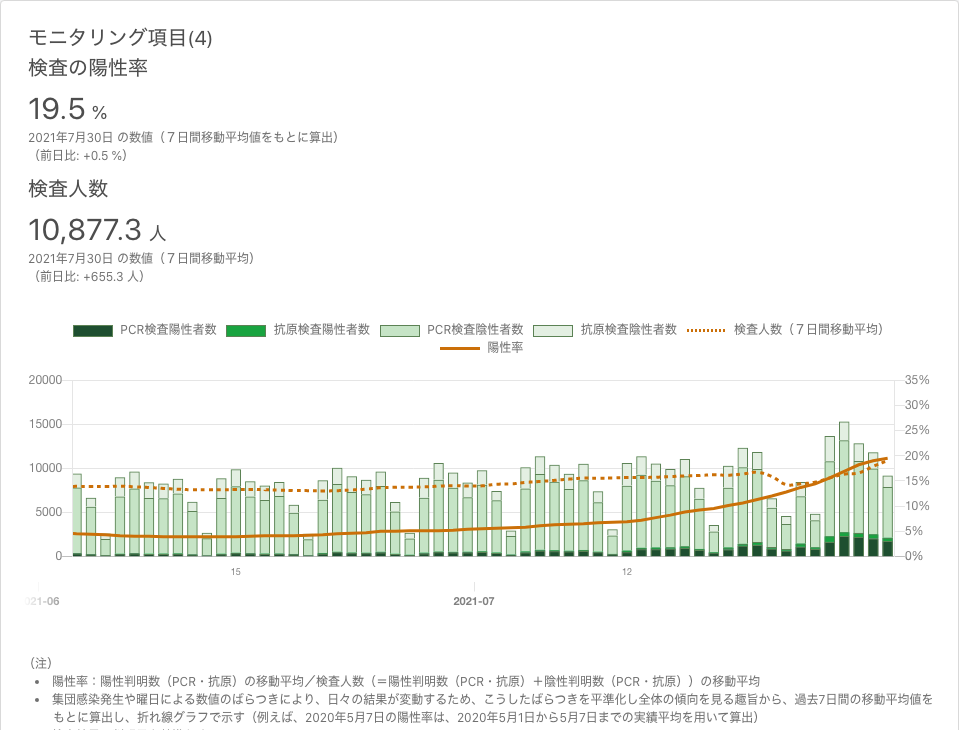 モニタリング項目(4)
検査の陽性率
19.5 %
2021年7月30日 の数値（７日間移動平均値をもとに算出）
（前日比: +0.5 %）
検査人数
10,877.3 人
2021年7月30日 の数値（７日間移動平均）
（前日比: +655.3 人）
PCR検査陽性者数 抗原検査陽性者数 PCR検査陰性者数 抗原検査陰性者数 検査人数（７日間移動平均）
陽性率
20000 35%
30%
15000 25%
10000 20%
15%
5000 10%
5%
0 0%
15 12
21-06 2021-07
（注）
• 陽性率：陽性判明数（PCR・抗原）の移動平均／検査人数（＝陽性判明数（PCR・抗原）＋陰性判明数（PCR・抗原））の移動平均
• 集団感染発生や曜日による数値のばらつきにより、日々の結果が変動するため、こうしたばらつきを平準化し全体の傾向を見る趣旨から、過去7日間の移動平均値を
もとに算出し、折れ線グラフで示す（例えば、2020年5月7日の陽性率は、2020年5月1日から5月7日までの実績平均を用いて算出）